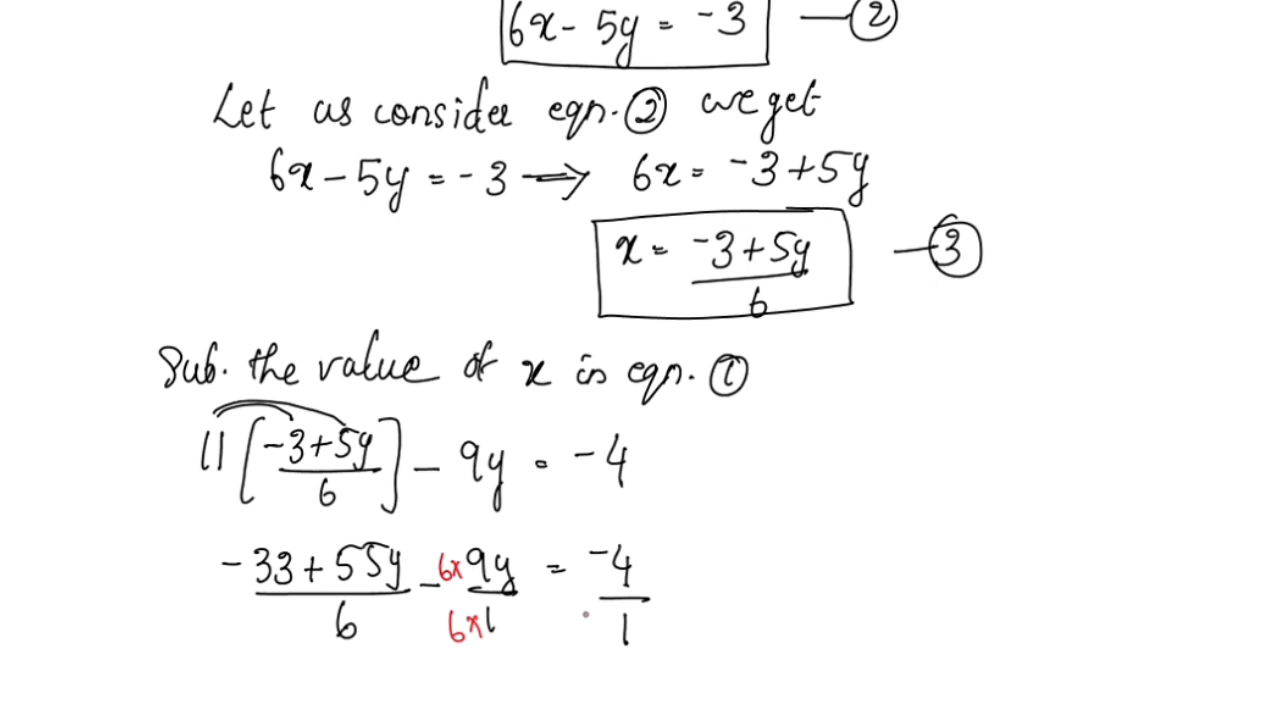 6x - 5y = -3 —②
Let us consider eqn. ② we get
6x - 5y = -3 ⟹ 6x = -3 + 5y
x = (-3 + 5y)/6 —③
Sub. the value of x in eqn. ①
11[(-3 + 5y)/6] - 9y = -4
(-33 + 55y)/6 - (6× 9y)/(6×1) = -4/1